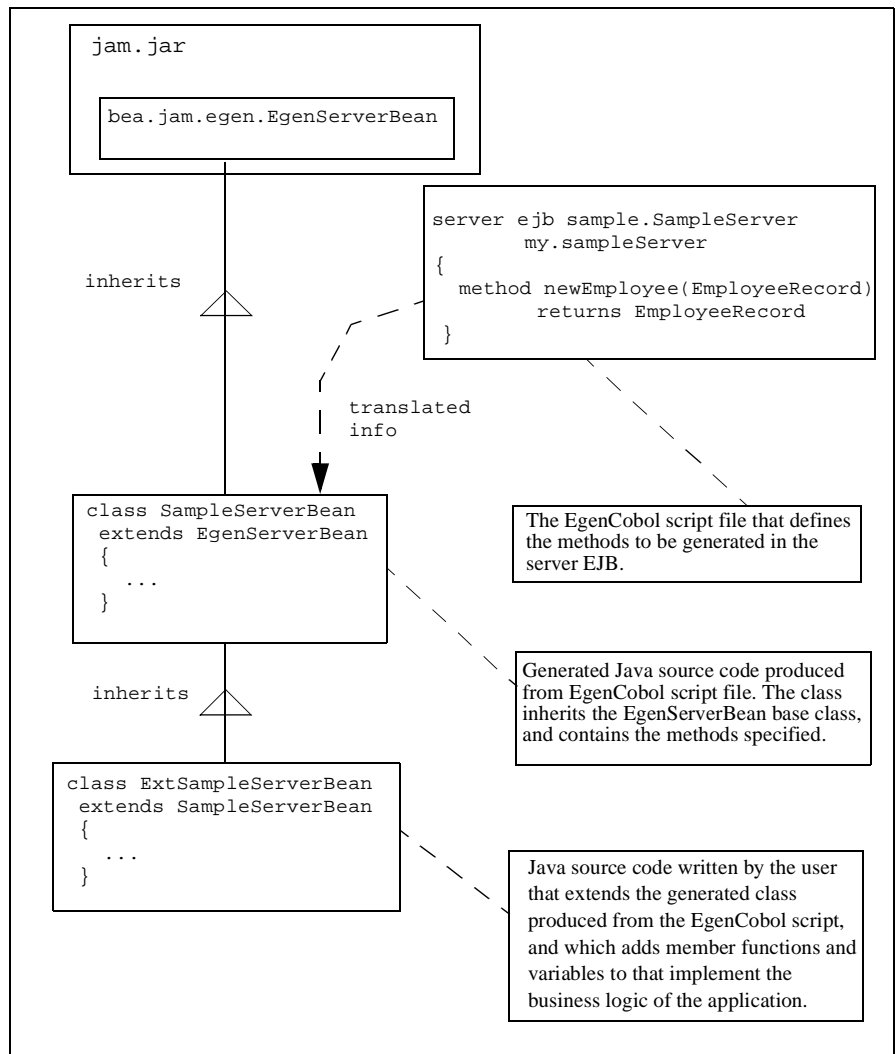 jam.jar
bea.jam.egen.EgenServerBean
server ejb sample.SampleServer
my.sampleServer
{
method newEmployee(EmployeeRecord)
returns EmployeeRecord
}
inherits
translated
info
class SampleServerBean
extends EgenServerBean
{
...
}
The EgenCobol script file that defines
the methods to be generated in the
server EJB.
Generated Java source code produced
from EgenCobol script file. The class
inherits the EgenServerBean base class,
and contains the methods specified.
inherits
class ExtSampleServerBean
extends SampleServerBean
{
...
}
Java source code written by the user
that extends the generated class
produced from the EgenCobol script,
and which adds member functions and
variables to that implement the
business logic of the application.